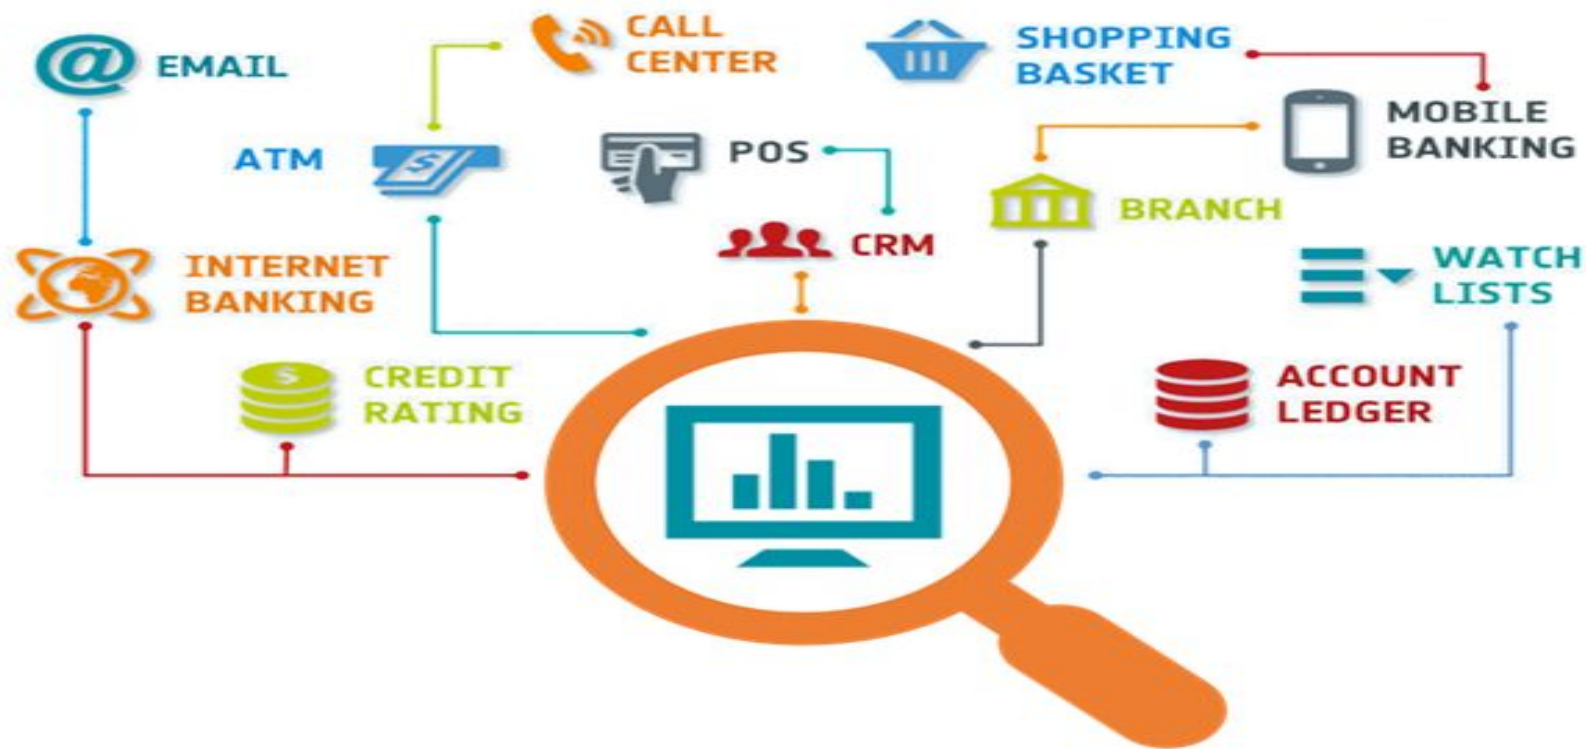 EMAIL
CALL
CENTER
SHOPPING
BASKET
MOBILE
BANKING
ATM
$
POS
BRANCH
CRM
INTERNET
BANKING
WATCH
LISTS
$
CREDIT
RATING
ACCOUNT
LEDGER